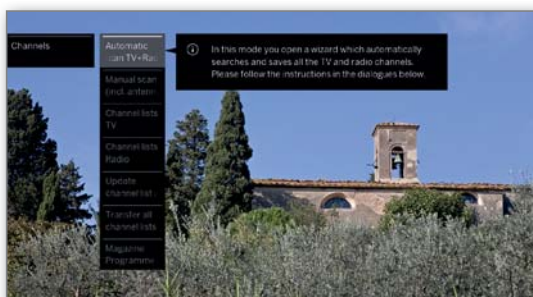 Channels
Automatic
scan TV+Rad
In this mode you open a wizard which automatically
searches and saves all the TV and radio channels.
Please follow the instructions in the dialogues below.
Manual scan
(incl. antenn
Channel lists
TV
Channel lists
Radio
Update
channel list
Transfer all
channel lists
Magazine
Programme